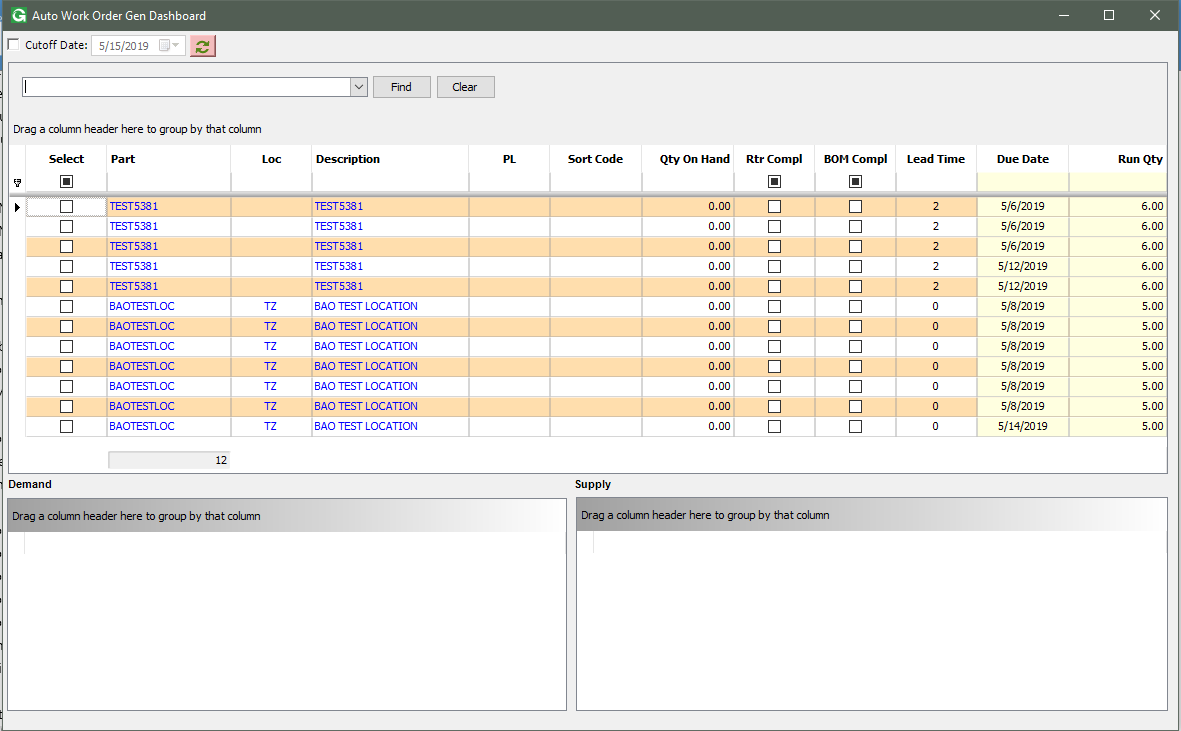 Auto Work Order Gen Dashboard
Cutoff Date: 5/15/2019
Find Clear
Drag a column header here to group by that column
Select Part Loc Description PL Sort Code Qty On Hand Rtr Compl BOM Compl Lead Time Due Date Run Qty
TEST5381 TEST5381 0.00 2 5/6/2019 6.00
TEST5381 TEST5381 0.00 2 5/6/2019 6.00
TEST5381 TEST5381 0.00 2 5/6/2019 6.00
TEST5381 TEST5381 0.00 2 5/12/2019 6.00
TEST5381 TEST5381 0.00 2 5/12/2019 6.00
BAOTESTLOC TZ BAO TEST LOCATION 0.00 0 5/8/2019 5.00
BAOTESTLOC TZ BAO TEST LOCATION 0.00 0 5/8/2019 5.00
BAOTESTLOC TZ BAO TEST LOCATION 0.00 0 5/8/2019 5.00
BAOTESTLOC TZ BAO TEST LOCATION 0.00 0 5/8/2019 5.00
BAOTESTLOC TZ BAO TEST LOCATION 0.00 0 5/8/2019 5.00
BAOTESTLOC TZ BAO TEST LOCATION 0.00 0 5/8/2019 5.00
BAOTESTLOC TZ BAO TEST LOCATION 0.00 0 5/14/2019 5.00
12
Demand Supply
Drag a column header here to group by that column Drag a column header here to group by that column